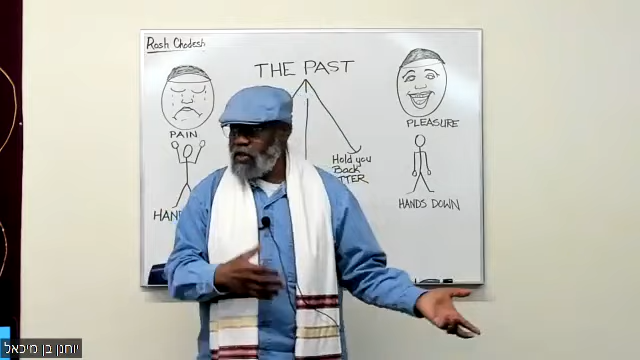 Rosh Chodesh
THE PAST
PAIN
PLEASURE
Hold you
Back
HANDS DOWN
יוחנן בן מיכאל